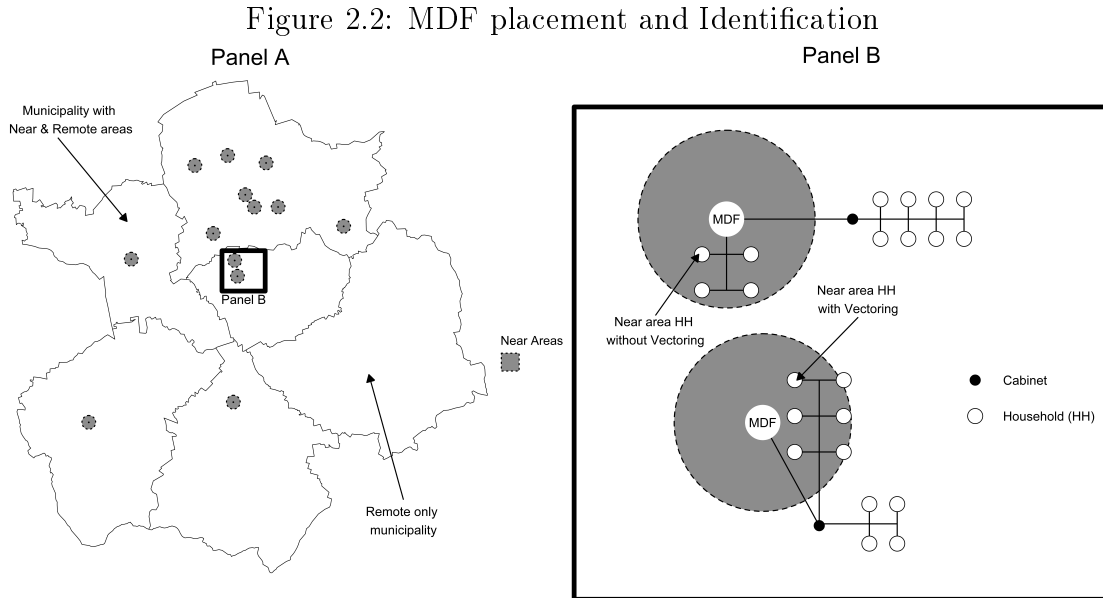 Figure 2.2: MDF placement and Identification
Panel A
Municipality with
Near & Remote areas
Panel B
Near Areas
Remote only
municipality
Panel B
MDF
Near area HH
without Vectoring
Near area HH
with Vectoring
MDF
Cabinet
Household (HH)